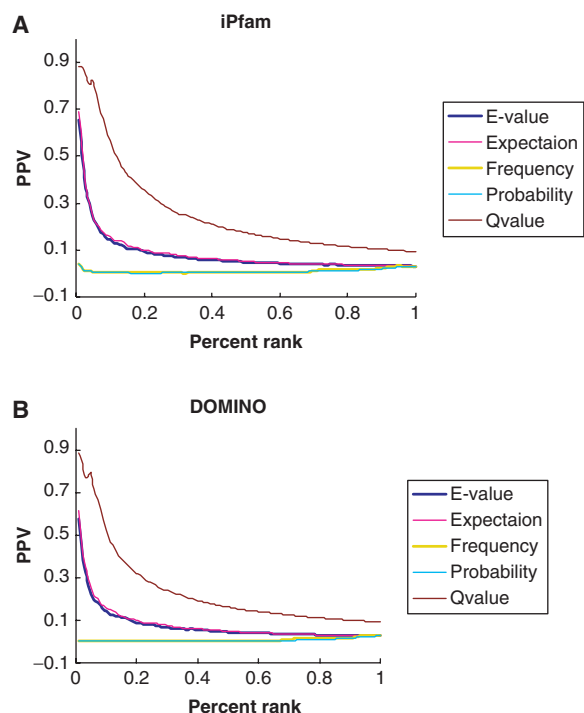 A
iPfam
0.9
0.7
0.5
0.3
0.1
−0.1
PPV
0 0.2 0.4 0.6 0.8 1
Percent rank
E-value
Expectaion
Frequency
Probability
Qvalue
B
DOMINO
0.9
0.7
0.5
0.3
0.1
−0.1
PPV
0 0.2 0.4 0.6 0.8 1
Percent rank
E-value
Expectaion
Frequency
Probability
Qvalue